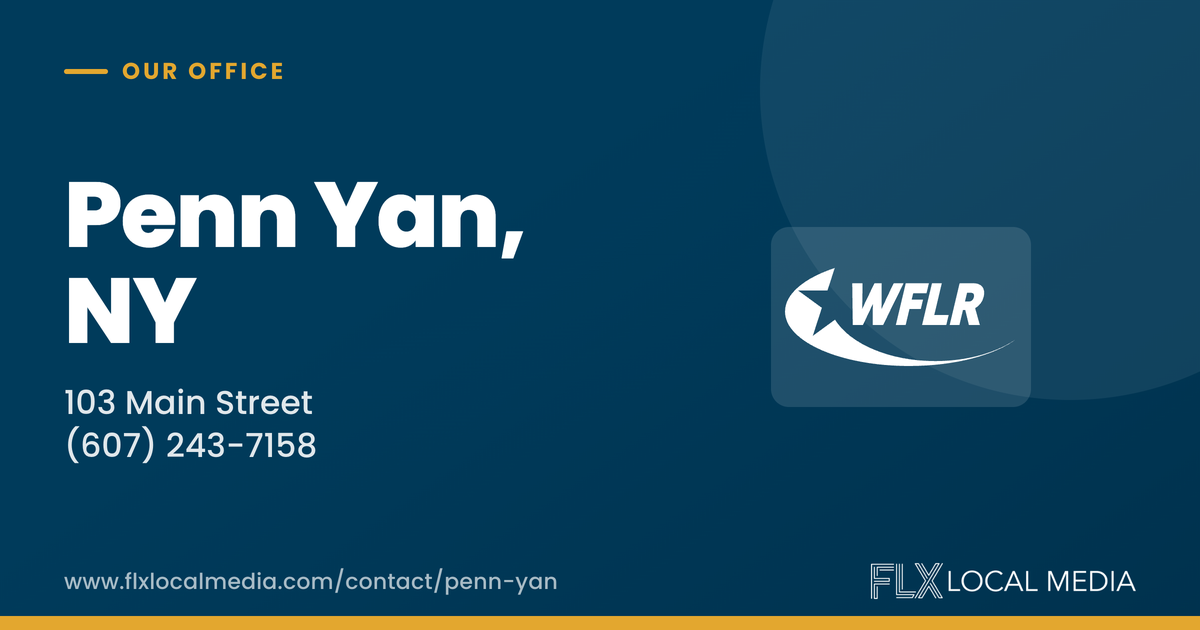 OUR OFFICE
Penn Yan,
NY
103 Main Street
(607) 243-7158
WFLR
www.flxlocalmedia.com/contact/penn-yan
FLX LOCAL MEDIA